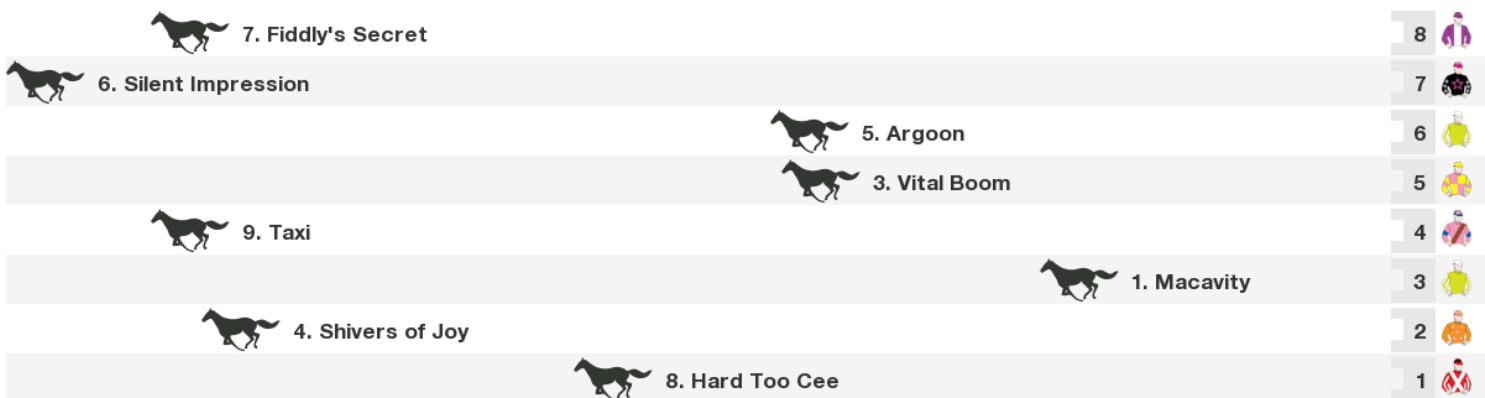 7. Fiddly's Secret 8
6. Silent Impression 7
5. Argoon 6
3. Vital Boom 5
9. Taxi 4
1. Macavity 3
4. Shivers of Joy 2
8. Hard Too Cee 1